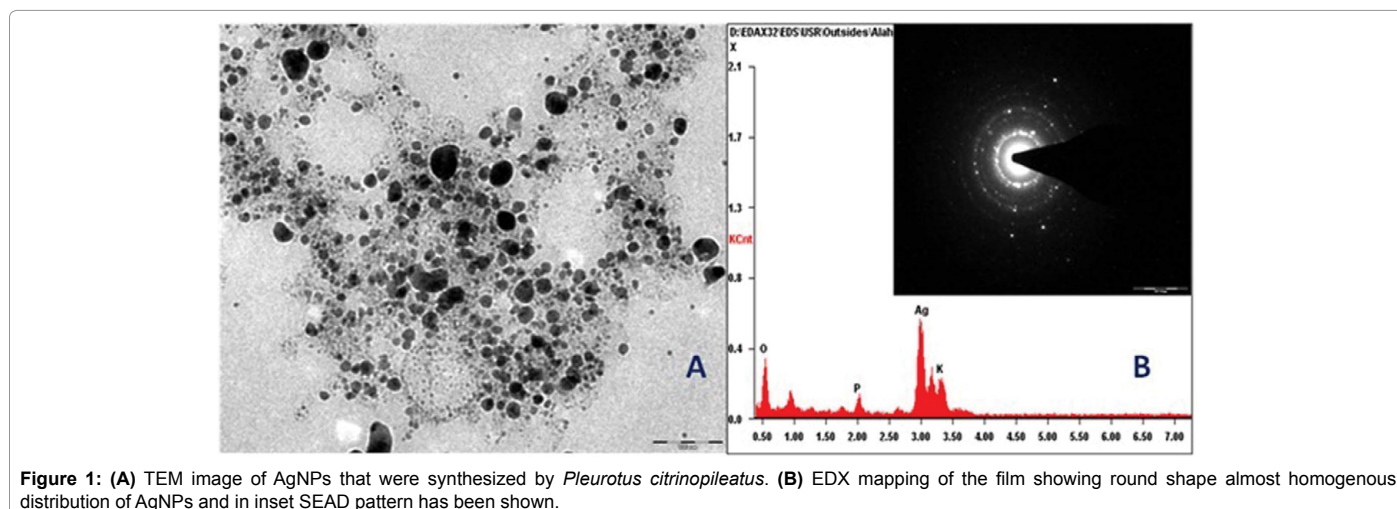 D:\EDAX32\EDS\USR\Outsides\Alah
X
2.1
1.7
1.3
KCnt
0.8
0.4
0.0
O
P
Ag
K
0.50 1.00 1.50 2.00 2.50 3.00 3.50 4.00 4.50 5.00 5.50 6.00 6.50 7.00
A
B
Figure 1: (A) TEM image of AgNPs that were synthesized by Pleurotus citrinopileatus. (B) EDX mapping of the film showing round shape almost homogenous
distribution of AgNPs and in inset SEAD pattern has been shown.